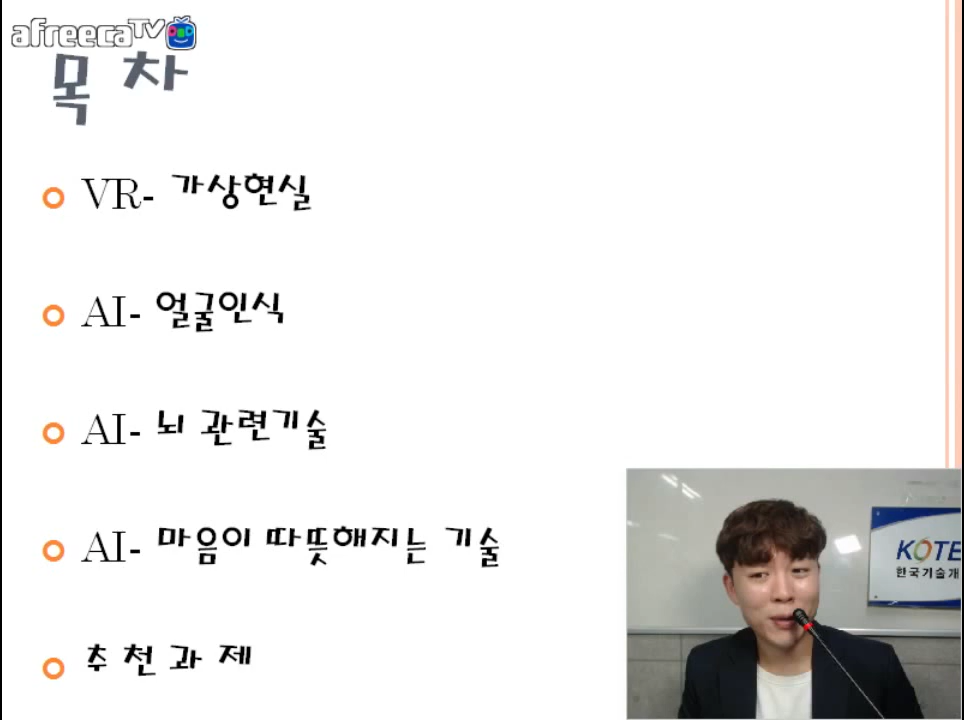 afreecaTV
목 차
VR- 가상현실
AI- 얼굴인식
AI- 뇌 관련기술
AI- 마음이 따뜻해지는 기술
추천과제
KOTE
한국기술개